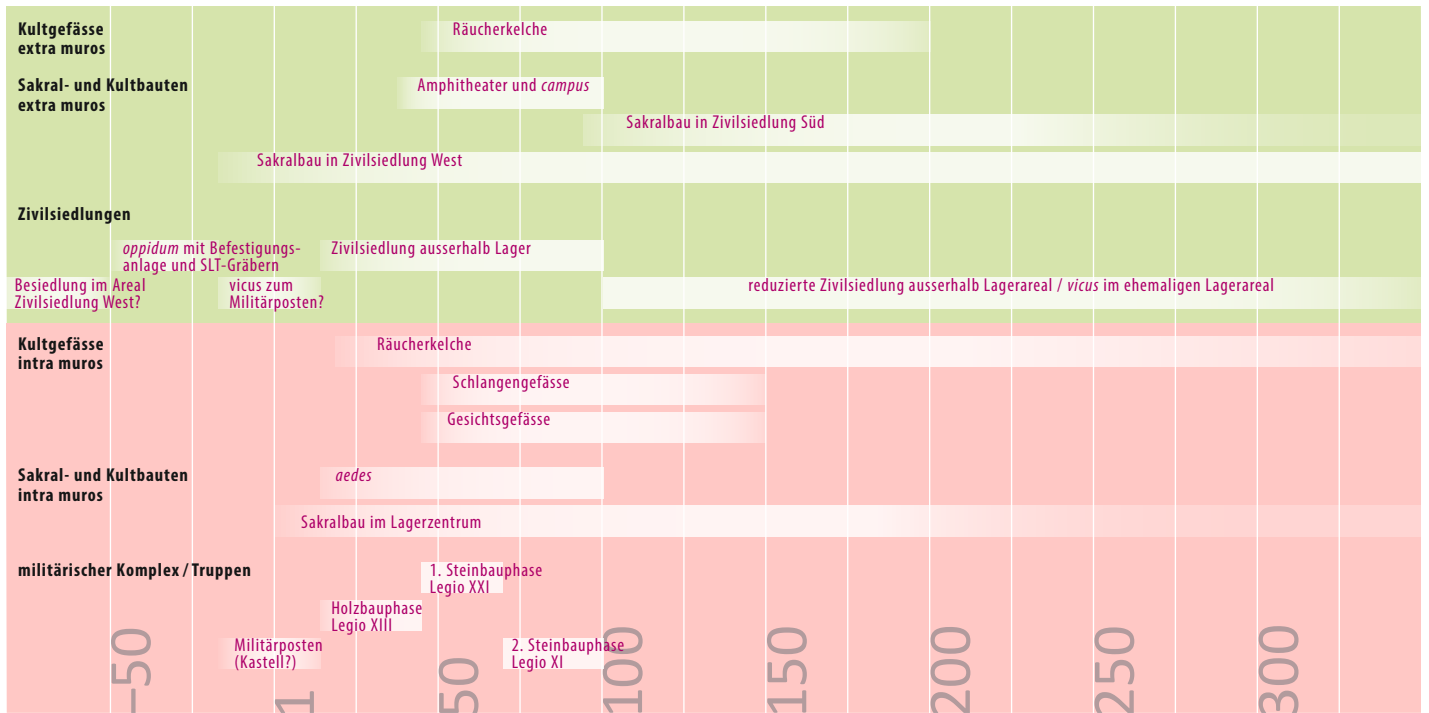 Kultgefässe
extra muros
Räucherkelche
Sakral- und Kultbauten
extra muros
Amphitheater und campus
Sakralbau in Zivilsiedlung Süd
Sakralbau in Zivilsiedlung West
Zivilsiedlungen
oppidum mit Befestigungs-
anlage und SLT-Gräbern
Zivilsiedlung ausserhalb Lager
Besiedlung im Areal
Zivilsiedlung West?
vicus zum
Militärposten?
reduzierte Zivilsiedlung ausserhalb Lagerareal / vicus im ehemaligen Lagerareal
Kultgefässe
intra muros
Räucherkelche
Schlangengefässe
Gesichtsgefässe
Sakral- und Kultbauten
intra muros
aedes
Sakralbau im Lagerzentrum
militärischer Komplex / Truppen
1. Steinbauphase
Legio XXI
Holzbauphase
Legio XIII
Militärposten
(Kastell?)
2. Steinbauphase
Legio XI
–50
1
50
100
150
200
250
300